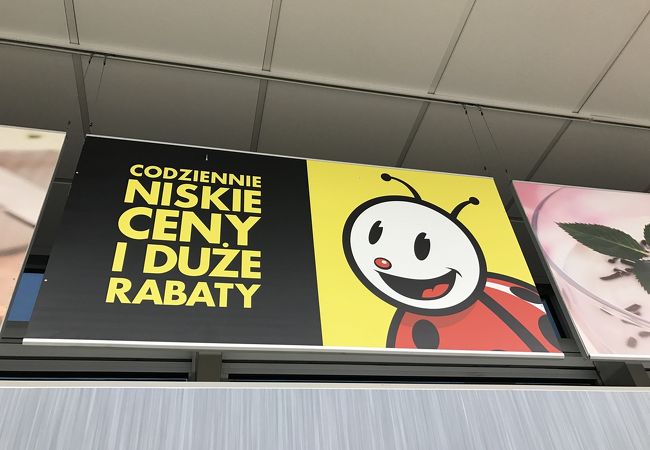 CODZIENNIE
NISKIE
CENY
I DUŻE
RABATY